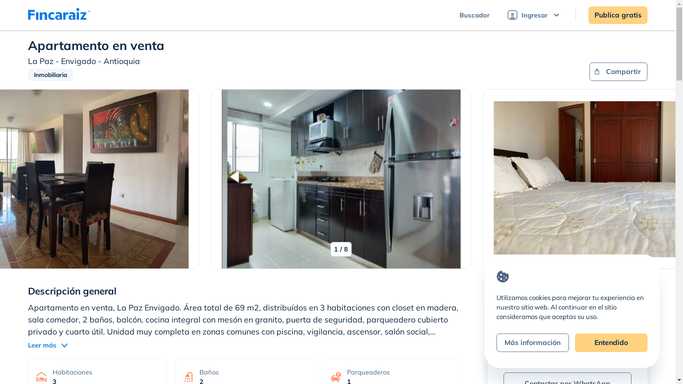 Fincaraiz
Buscador
Ingresar
Publica gratis
Apartamento en venta
La Paz - Envigado - Antioquia
Inmobiliaria
Compartir
1 / 8
Descripción general
Apartamento en venta, La Paz Envigado. Área total de 69 m2, distribuidos en 3 habitaciones con closet en madera,
sala comedor, 2 baños, balcón, cocina integral con mesón en granito, puerta de seguridad, parqueadero cubierto
privado y cuarto útil. Unidad muy completa en zonas comunes con piscina, vigilancia, ascensor, salón social,...
Leer más
Habitaciones
3
Baños
2
Parqueaderos
1
Utilizamos cookies para mejorar tu experiencia en
nuestro sitio web. Al continuar en el sitio
consideramos que aceptas su uso.
Más información
Entendido
Contactar por WhatsApp